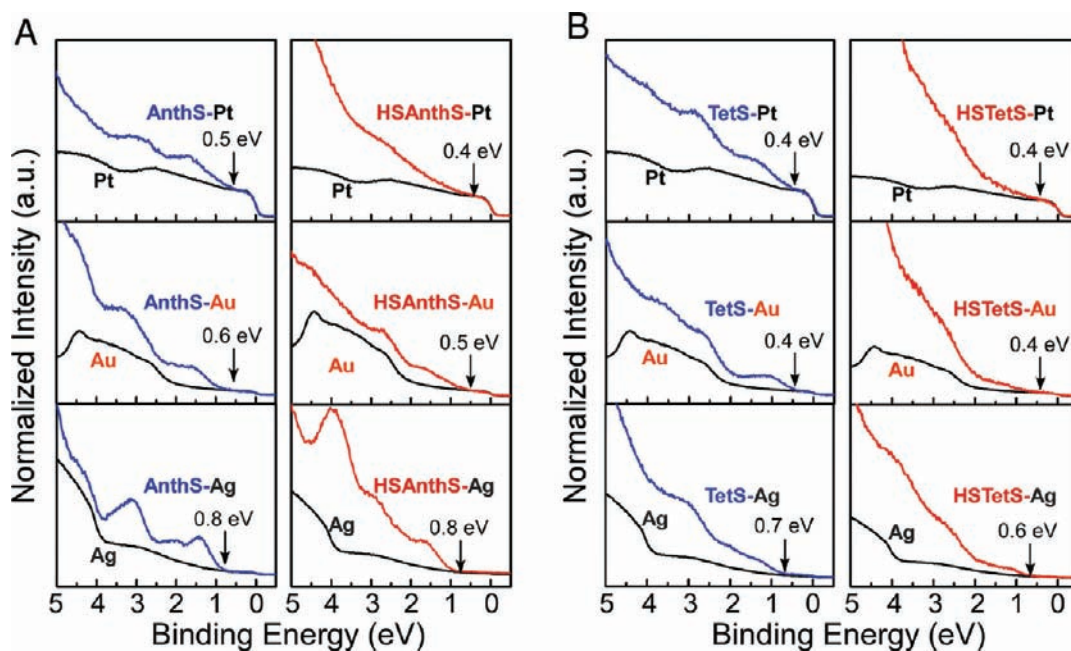 A
B
Normalized Intensity (a.u.)
AnthS-Pt
0.5 eV
Pt
HSAnthS-Pt
0.4 eV
Pt
AnthS-Au
0.6 eV
Au
HSAnthS-Au
0.5 eV
Au
AnthS-Ag
0.8 eV
Ag
HSAnthS-Ag
0.8 eV
Ag
5 4 3 2 1 0
5 4 3 2 1 0
Binding Energy (eV)
Normalized Intensity (a.u.)
TetS-Pt
0.4 eV
Pt
HSTetS-Pt
0.4 eV
Pt
TetS-Au
0.4 eV
Au
HSTetS-Au
0.4 eV
Au
TetS-Ag
0.7 eV
Ag
HSTetS-Ag
0.6 eV
Ag
5 4 3 2 1 0
5 4 3 2 1 0
Binding Energy (eV)